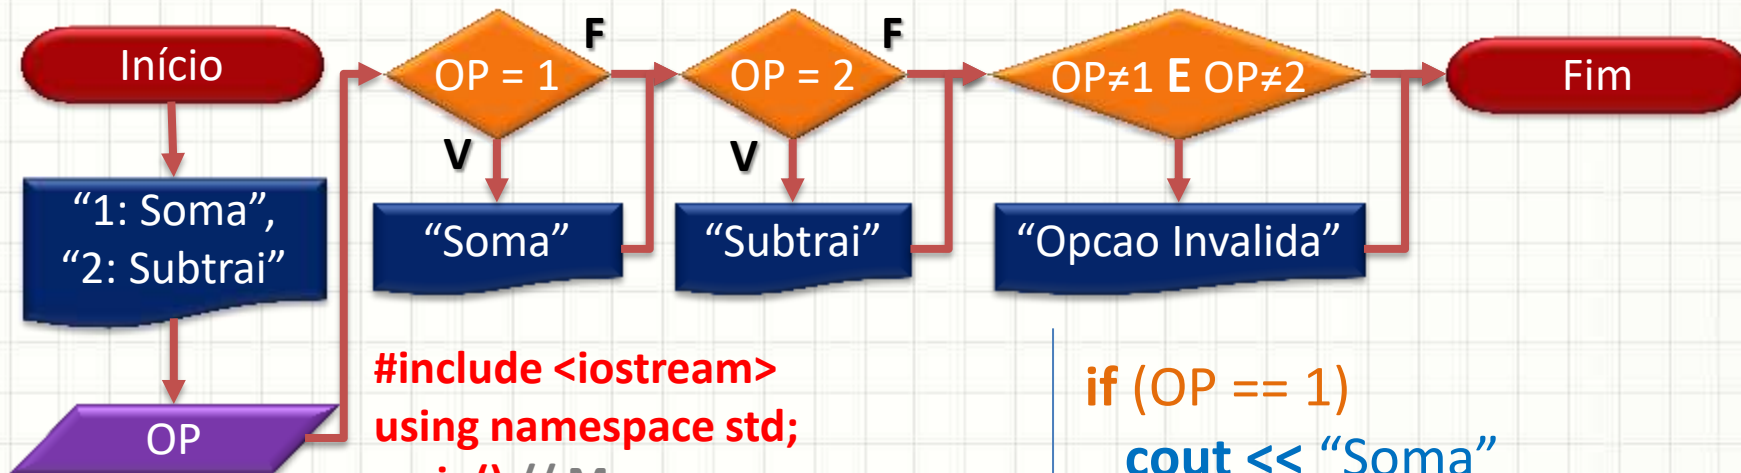 Início
“1: Soma”,
“2: Subtrai”
OP
OP = 1
F
V
“Soma”
OP = 2
F
V
“Subtrai”
OP≠1 E OP≠2
“Opcao Invalida”
Fim
#include <iostream>
using namespace std;
if (OP == 1)
cout << “Soma”